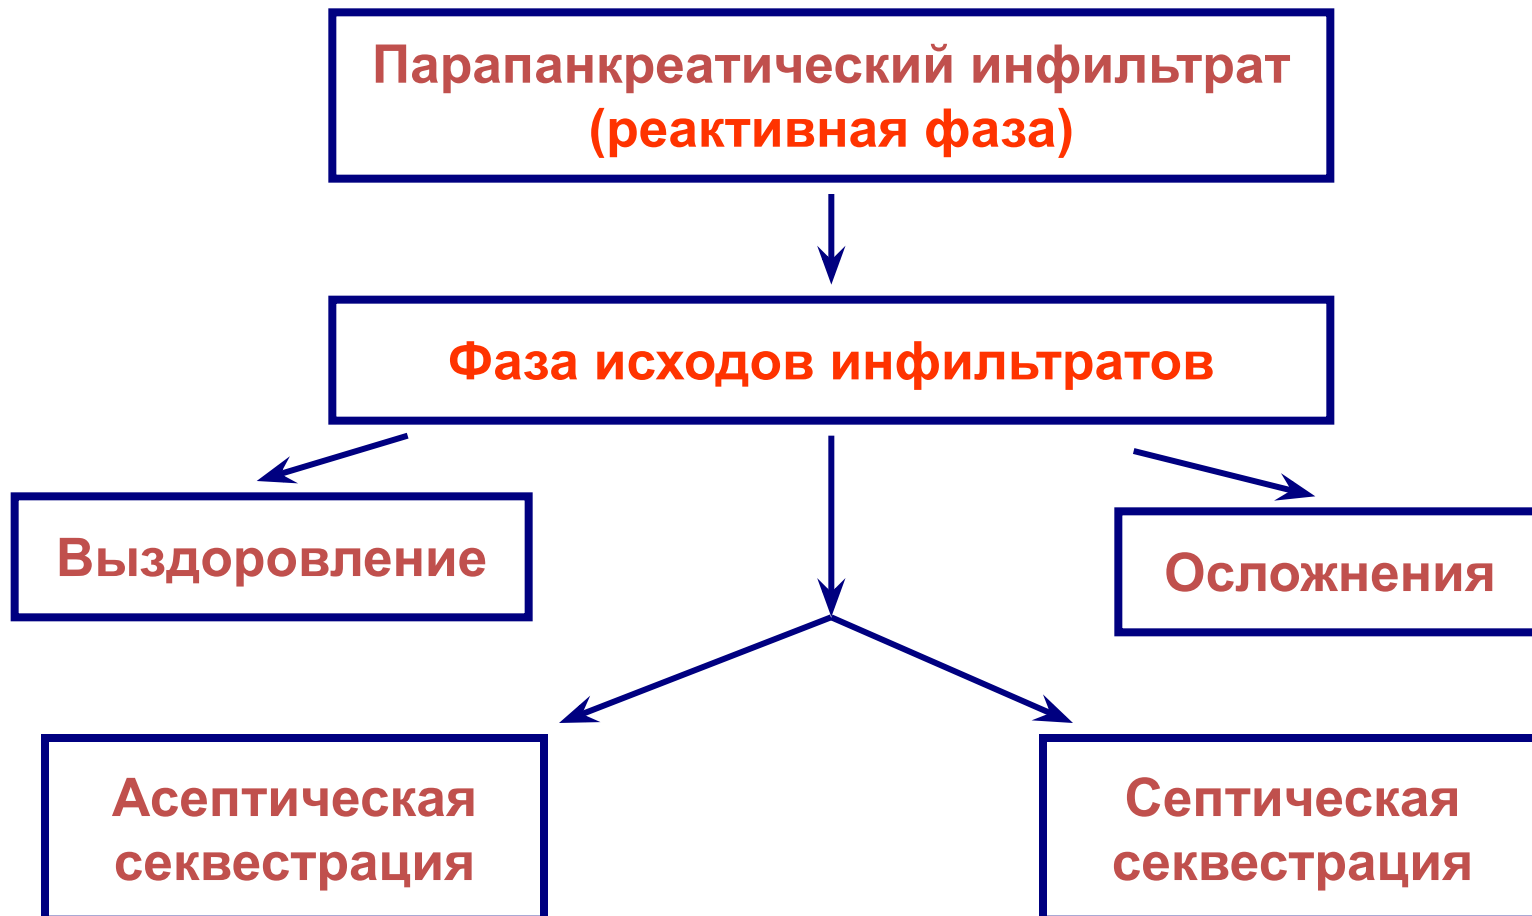 Парапанкреатический инфильтрат
(реактивная фаза)
Фаза исходов инфильтратов
Выздоровление
Осложнения
Асептическая
секвестрация
Септическая
секвестрация